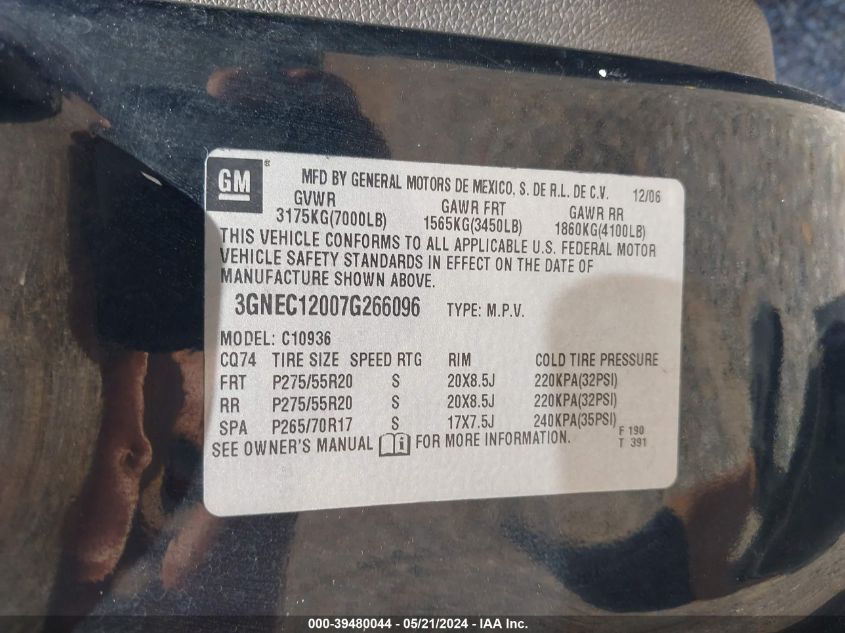 GM ® MFD BY GENERAL MOTORS DE MEXICO, S. DE R.L. DE C.V. 12/06
GVWR GAWR FRT GAWR RR
3175KG(7000LB) 1565KG(3450LB) 1860KG(4100LB)
THIS VEHICLE CONFORMS TO ALL APPLICABLE U.S. FEDERAL MOTOR
VEHICLE SAFETY STANDARDS IN EFFECT ON THE DATE OF
MANUFACTURE SHOWN ABOVE.
3GNEC12007G266096 TYPE: M.P.V.
MODEL: C10936
CQ74 TIRE SIZE SPEED RTG RIM COLD TIRE PRESSURE
FRT P275/55R20 S 20X8.5J 220KPA(32PSI)
RR P275/55R20 S 20X8.5J 220KPA(32PSI)
SPA P265/70R17 S 17X7.5J 240KPA(35PSI)
SEE OWNER'S MANUAL i FOR MORE INFORMATION.
F 190
T 391
000-39480044 - 05/21/2024 - IAA Inc.